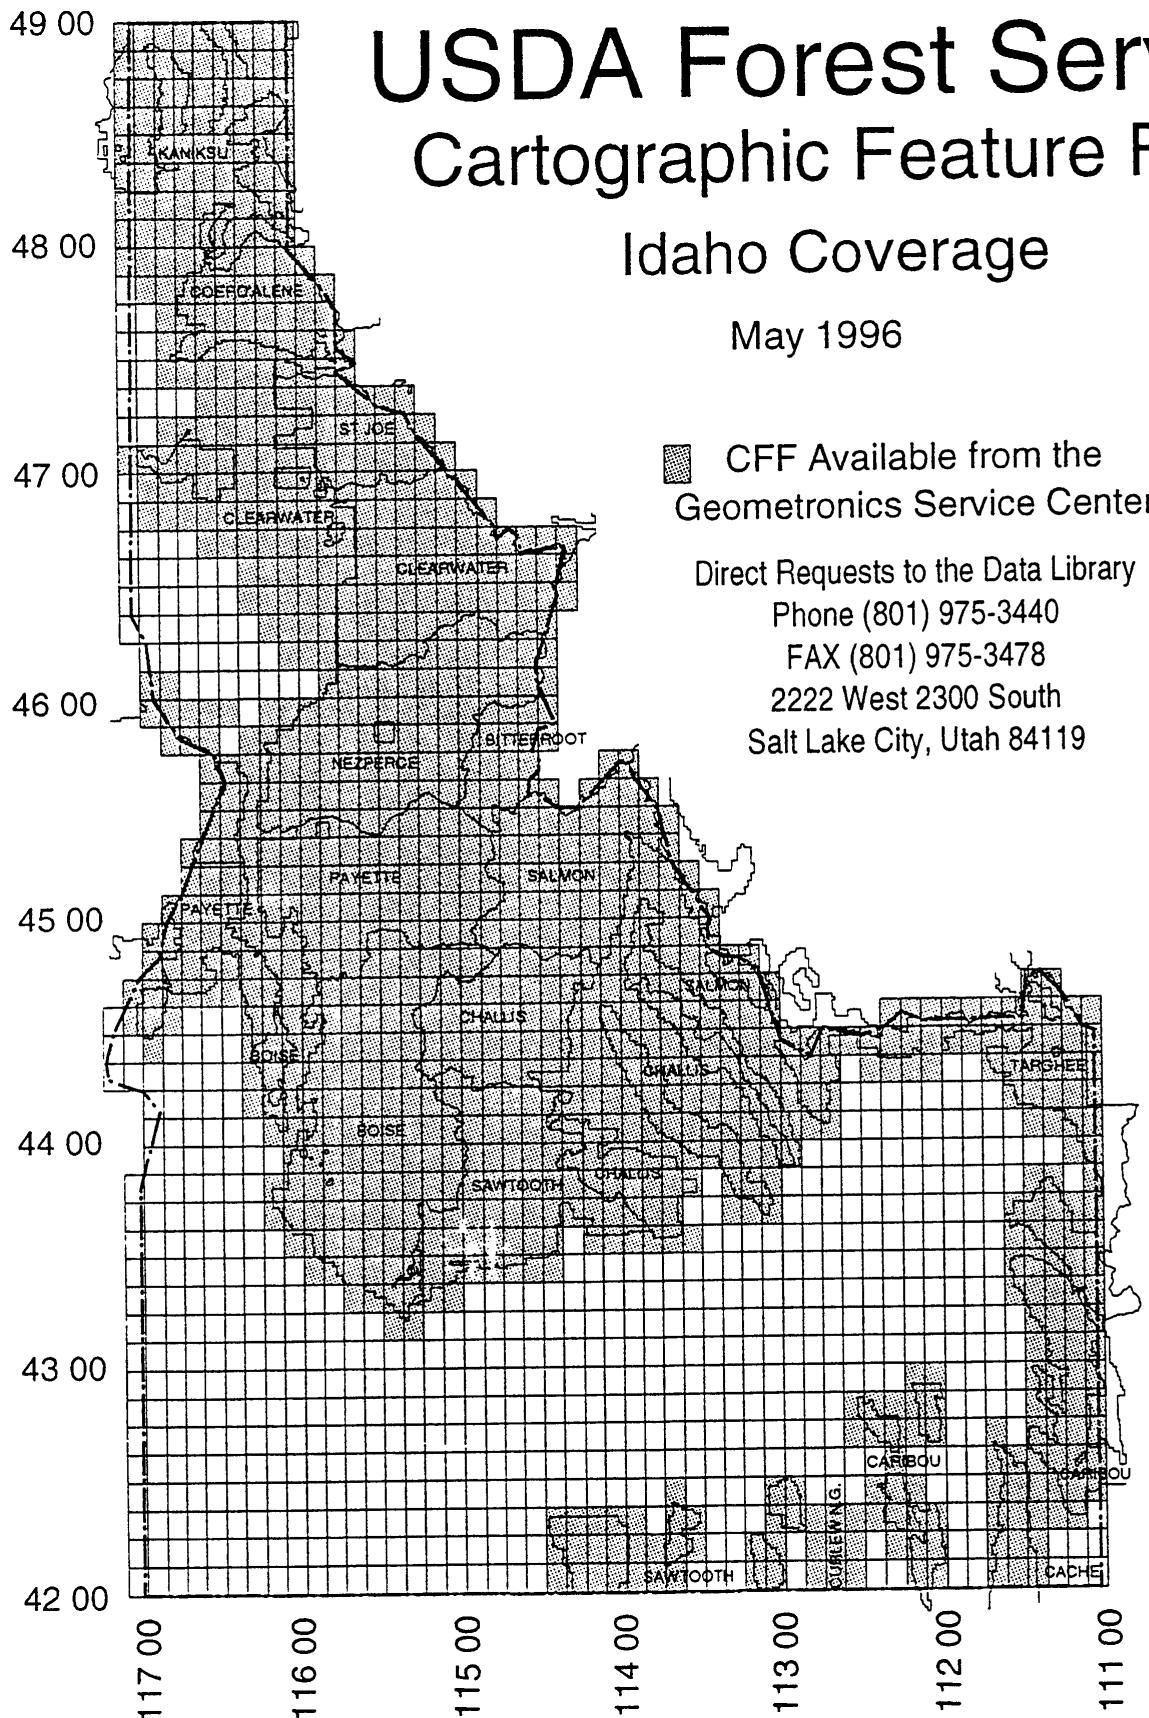 USDA Forest Serv
Cartographic Feature F
Idaho Coverage
May 1996
CFF Available from the
Geometronics Service Center
Direct Requests to the Data Library
Phone (801) 975-3440
FAX (801) 975-3478
2222 West 2300 South
Salt Lake City, Utah 84119
49 00
48 00
47 00
46 00
45 00
44 00
43 00
42 00
KANIKSU
COERD'ALENE
ST JOE
CLEARWATER
CLEARWATER
BITTERROOT
NEZPERCE
PAYETTE
SALMON
PAYETTE
SALMON
CHALLIS
BOISE
CHALLIS
TARGHEE
BOISE
CHALLIS
SAWTOOTH
CARIBOU
CARIBOU
CURLEW N.G.
SAWTOOTH
CACHE
117 00
116 00
115 00
114 00
113 00
112 00
111 00